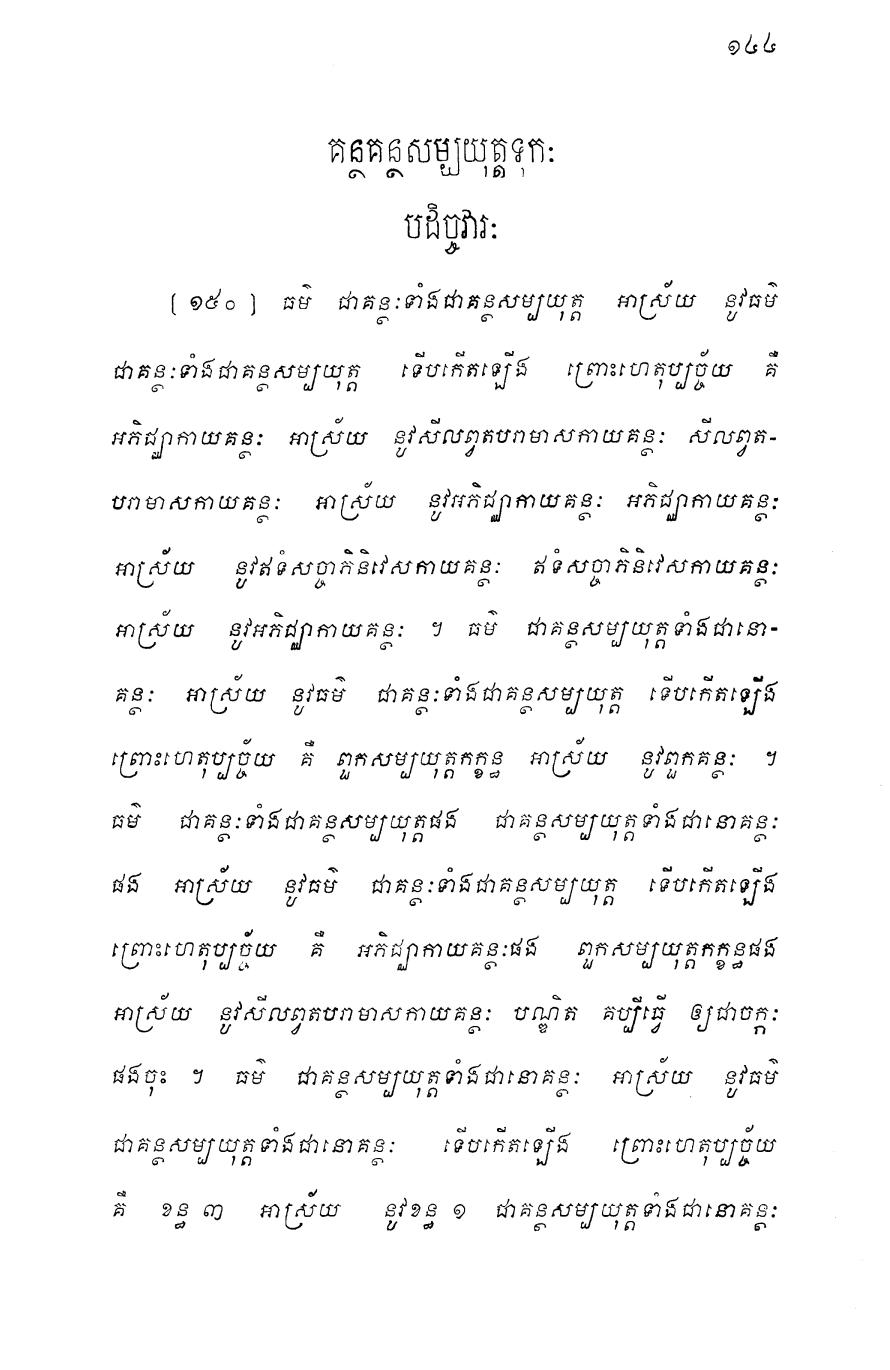 ១៤៤
គន្ថគន្ថសម្បយុត្តទុកៈ
បដិច្ចវារៈ
[១៥០] ធម៌ ជាគន្ថៈទាំងជាគន្ថសម្បយុត្ត អាស្រ័យ នូវធម៌
ជាគន្ថៈទាំងជាគន្ថសម្បយុត្ត ទើបកើតឡើង ព្រោះហេតុប្បច្ច័យ គឺ
អភិជ្ឈាកាយគន្ថៈ អាស្រ័យ នូវសីលព្វតបរាមាសកាយគន្ថៈ សីលព្វត-
បរាមាសកាយគន្ថៈ អាស្រ័យ នូវអភិជ្ឈាកាយគន្ថៈ អភិជ្ឈាកាយគន្ថៈ
អាស្រ័យ នូវឥទំសច្ចាភិនិវេសកាយគន្ថៈ ឥទំសច្ចាភិនិវេសកាយគន្ថៈ
អាស្រ័យ នូវអភិជ្ឈាកាយគន្ថៈ ។ ធម៌ ជាគន្ថសម្បយុត្តទាំងជានោ-
គន្ថៈ អាស្រ័យ នូវធម៌ ជាគន្ថៈទាំងជាគន្ថសម្បយុត្ត ទើបកើតឡើង
ព្រោះហេតុប្បច្ច័យ គឺ ពួកសម្បយុត្តកក្ខន្ធ អាស្រ័យ នូវពួកគន្ថៈ ។
ធម៌ ជាគន្ថៈទាំងជាគន្ថសម្បយុត្តផង ជាគន្ថសម្បយុត្តទាំងជានោគន្ថៈ
ផង អាស្រ័យ នូវធម៌ ជាគន្ថៈទាំងជាគន្ថសម្បយុត្ត ទើបកើតឡើង
ព្រោះហេតុប្បច្ច័យ គឺ អភិជ្ឈាកាយគន្ថៈផង ពួកសម្បយុត្តកក្ខន្ធផង
អាស្រ័យ នូវសីលព្វតបរាមាសកាយគន្ថៈ បណ្ឌិត គប្បីធ្វើ ឲ្យជាចក្កៈ
ផងចុះ ។ ធម៌ ជាគន្ថសម្បយុត្តទាំងជានោគន្ថៈ អាស្រ័យ នូវធម៌
ជាគន្ថសម្បយុត្តទាំងជានោគន្ថៈ ទើបកើតឡើង ព្រោះហេតុប្បច្ច័យ
គឺ ខន្ធ ៣ អាស្រ័យ នូវខន្ធ ១ ជាគន្ថសម្បយុត្តទាំងជានោគន្ថៈ